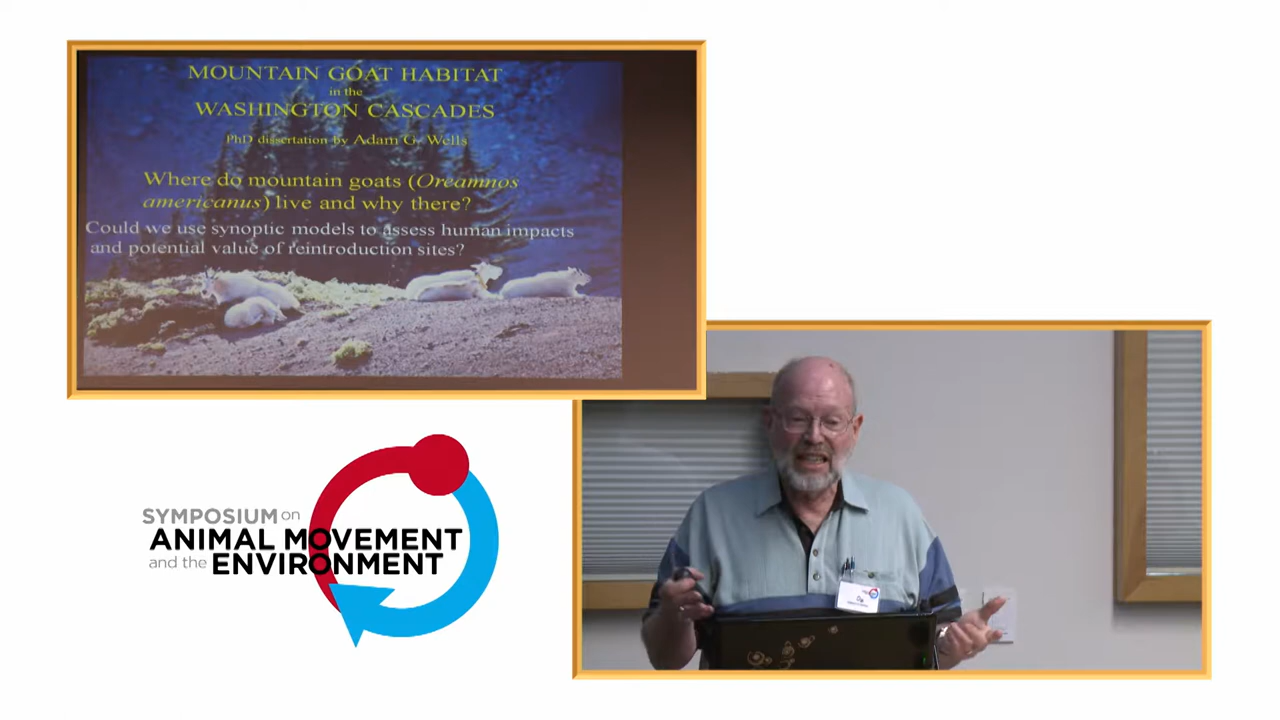 MOUNTAIN GOAT HABITAT
in the
WASHINGTON CASCADES
PhD dissertation by Adam G. Wells
Where do mountain goats (Oreamnos
americanus) live and why there?
Could we use synoptic models to assess human impacts
and potential value of reintroduction sites?
SYMPOSIUM on
ANIMAL MOVEMENT
and the ENVIRONMENT